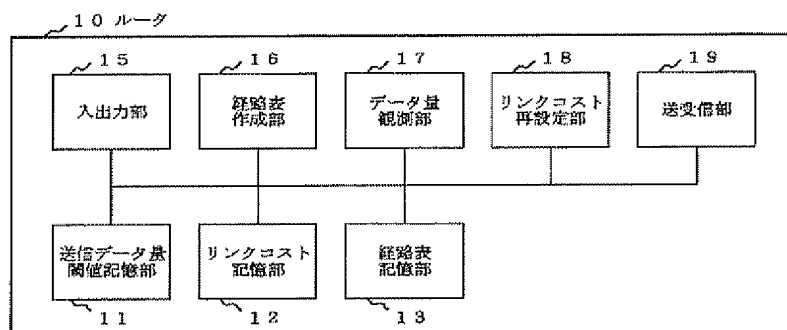 10 ルータ
15
16
17
18
19
入出力部
経路表
作成部
データ量
観測部
リンクコスト
再設定部
送受信部
送信データ量
閾値記憶部
リンクコスト
記憶部
経路表
記憶部
11
12
13